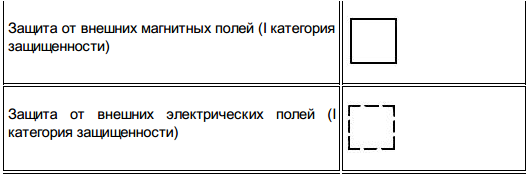 Защита от внешних магнитных полей (I категория
защищенности)
Защита от внешних электрических полей (I
категория защищенности)